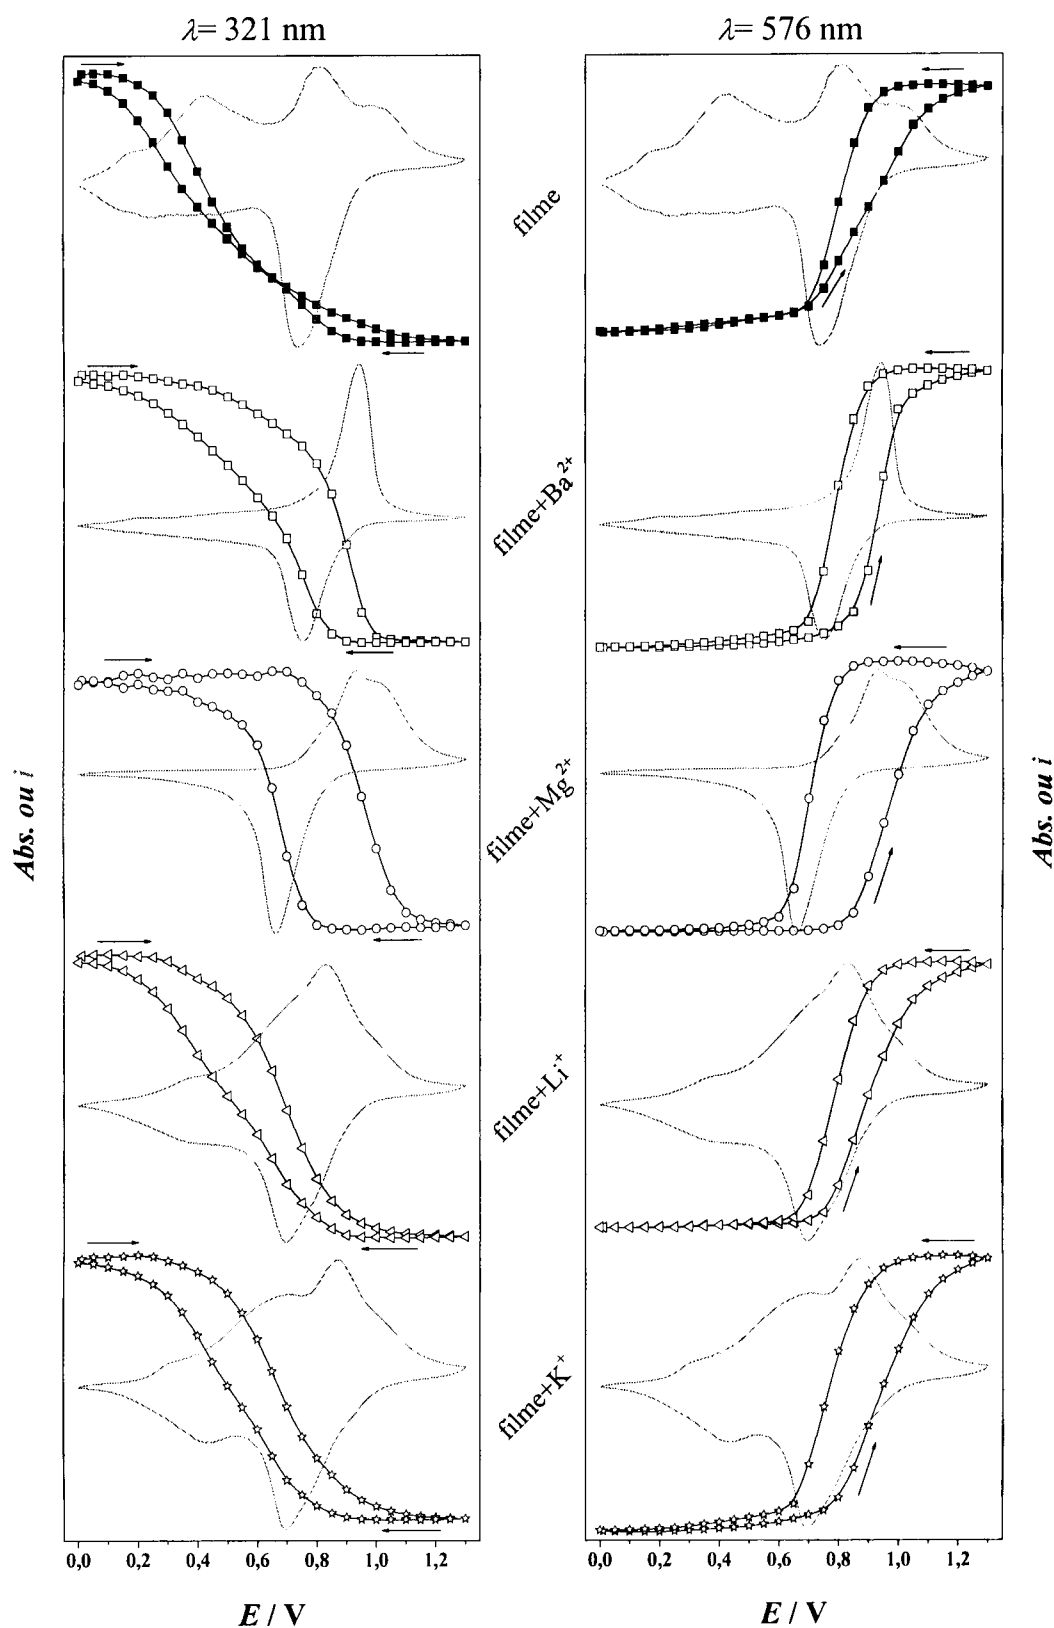 λ= 321 nm
λ= 576 nm
filme
filme+Ba²⁺
filme+Mg²⁺
filme+Li⁺
filme+K⁺
Abs. ou i
Abs. ou i
0,0 0,2 0,4 0,6 0,8 1,0 1,2
0,0 0,2 0,4 0,6 0,8 1,0 1,2
E / V
E / V